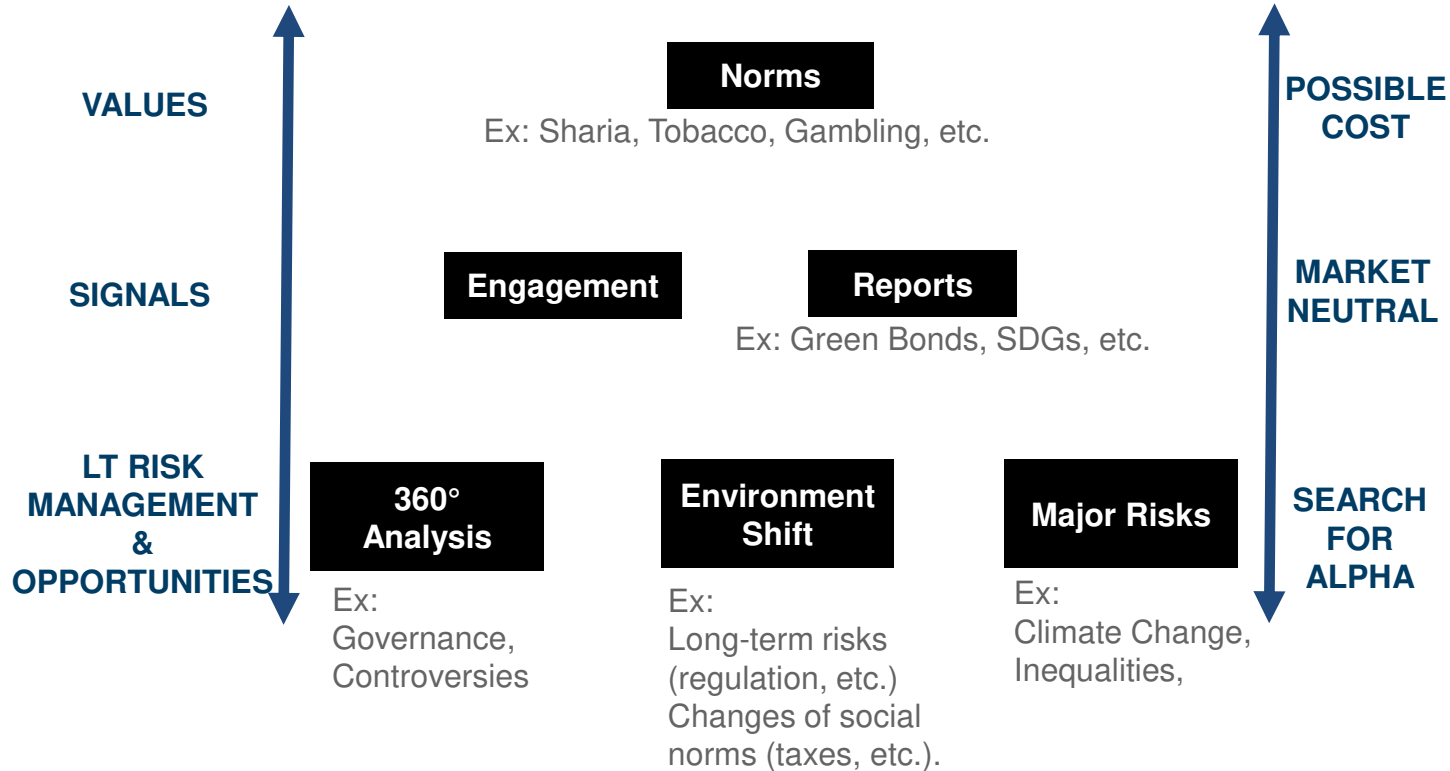 Norms
VALUES
POSSIBLE
COST
Ex: Sharia, Tobacco, Gambling, etc.
SIGNALS
Engagement
Reports
MARKET
NEUTRAL
Ex: Green Bonds, SDGs, etc.
LT RISK
MANAGEMENT
&
OPPORTUNITIES
360°
Analysis
Environment
Shift
Major Risks
SEARCH
FOR
ALPHA
Ex:
Governance,
Controversies
Ex:
Long-term risks
(regulation, etc.)
Changes of social
norms (taxes, etc.).
Ex:
Climate Change,
Inequalities,